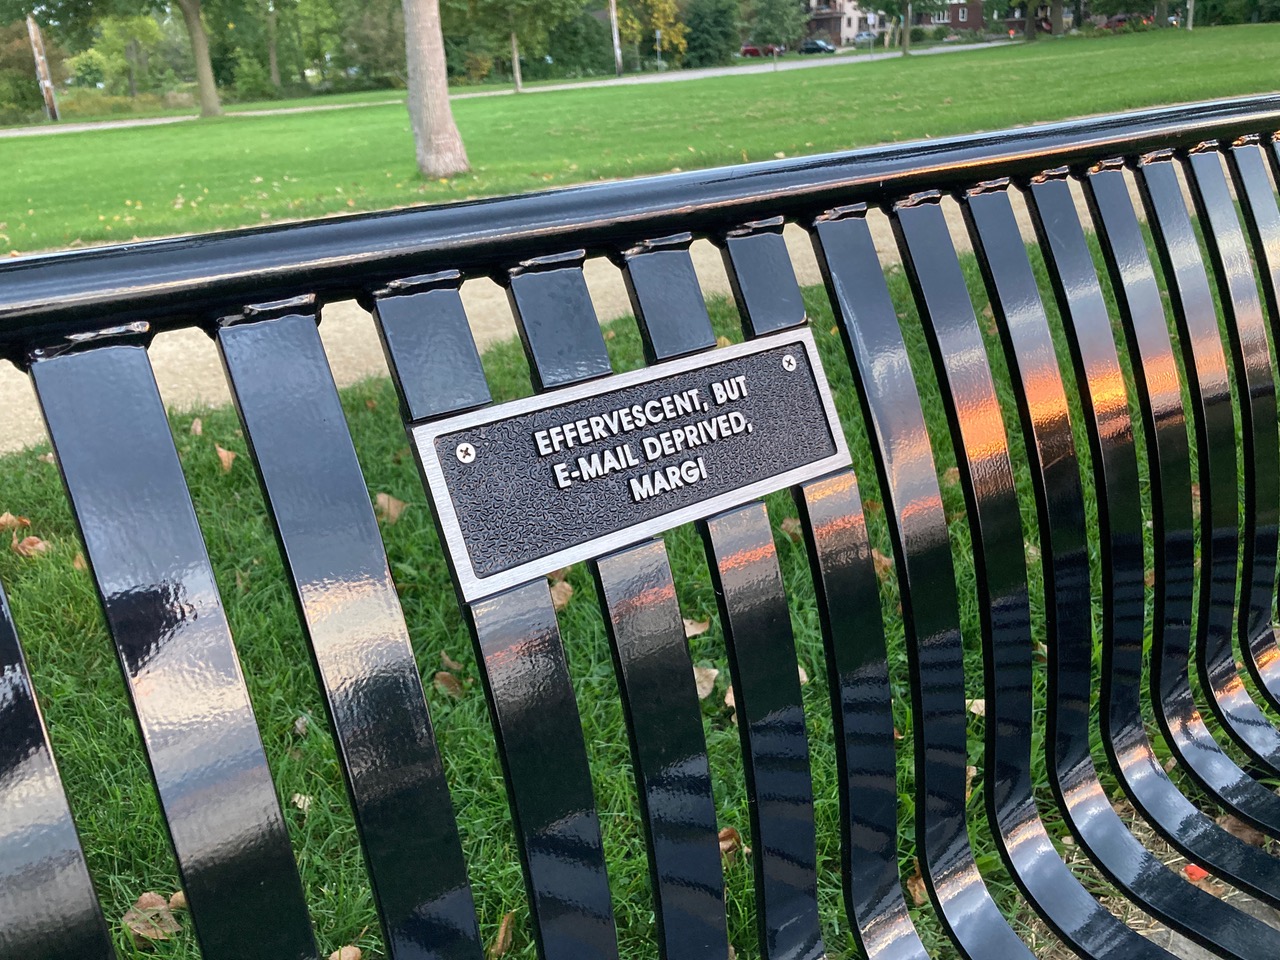 EFFERVESCENT, BUT
E-MAIL DEPRIVED,
MARGI